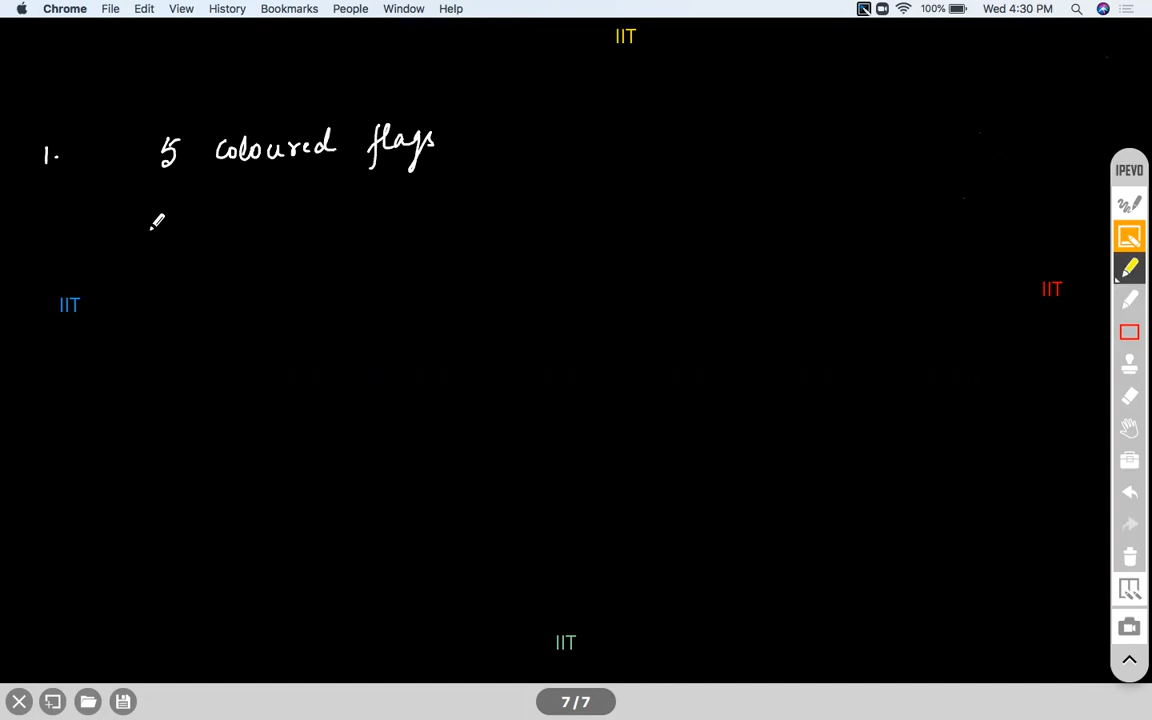 Chrome File Edit View History Bookmarks People Window Help 100% Wed 4:30 PM
IIT
1. 5 coloured flags
IPEVO
IIT
IIT
IIT
7/7